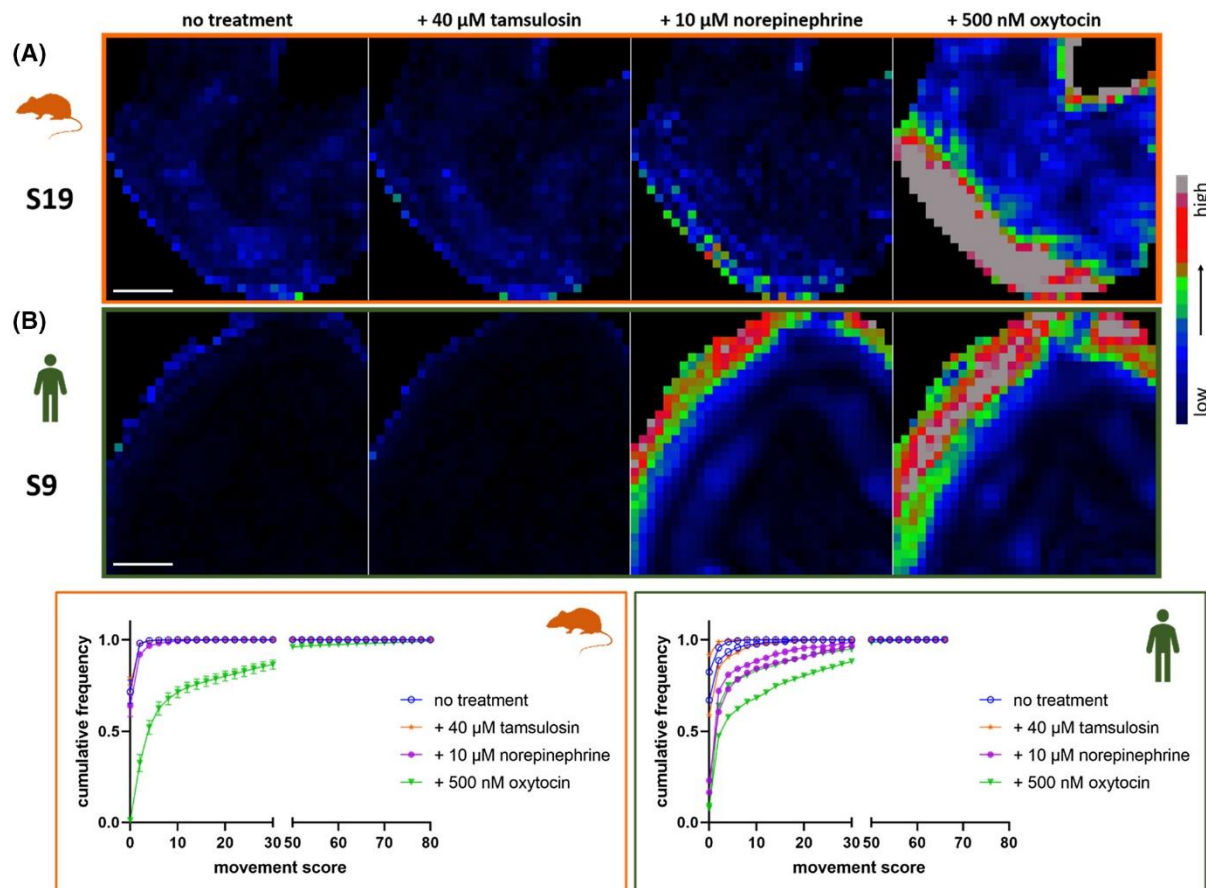 no treatment + 40 µM tamsulosin + 10 µM norepinephrine + 500 nM oxytocin
(A)
S19
high
low
(B)
S9
cumulative frequency
1.0
0.5
0.0
0 10 20 30 50 60 70 80
movement score
no treatment
+ 40 µM tamsulosin
+ 10 µM norepinephrine
+ 500 nM oxytocin
cumulative frequency
1.0
0.5
0.0
0 10 20 30 50 60 70 80
movement score
no treatment
+ 40 µM tamsulosin
+ 10 µM norepinephrine
+ 500 nM oxytocin